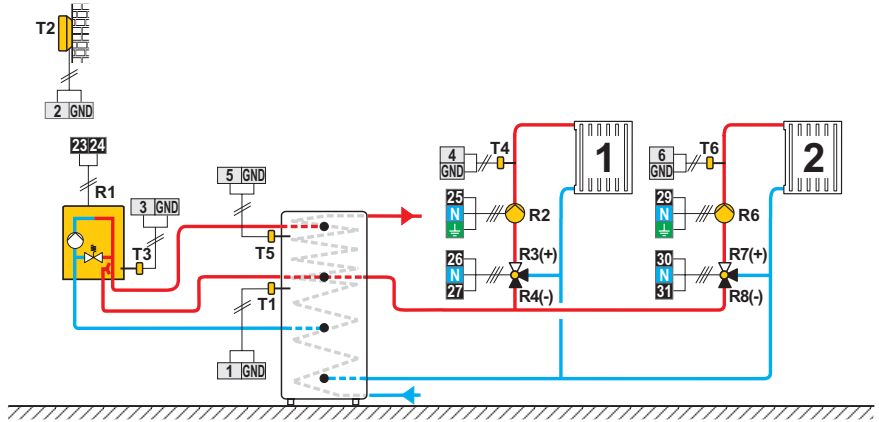 T2
2 GND
23 24
R1
3 GND
T3
5 GND
T5
T1
1 GND
4
GND
T4
1
25
N
R2
26
N
27
R3(+)
R4(-)
6
GND
T6
2
29
N
R6
30
N
31
R7(+)
R8(-)